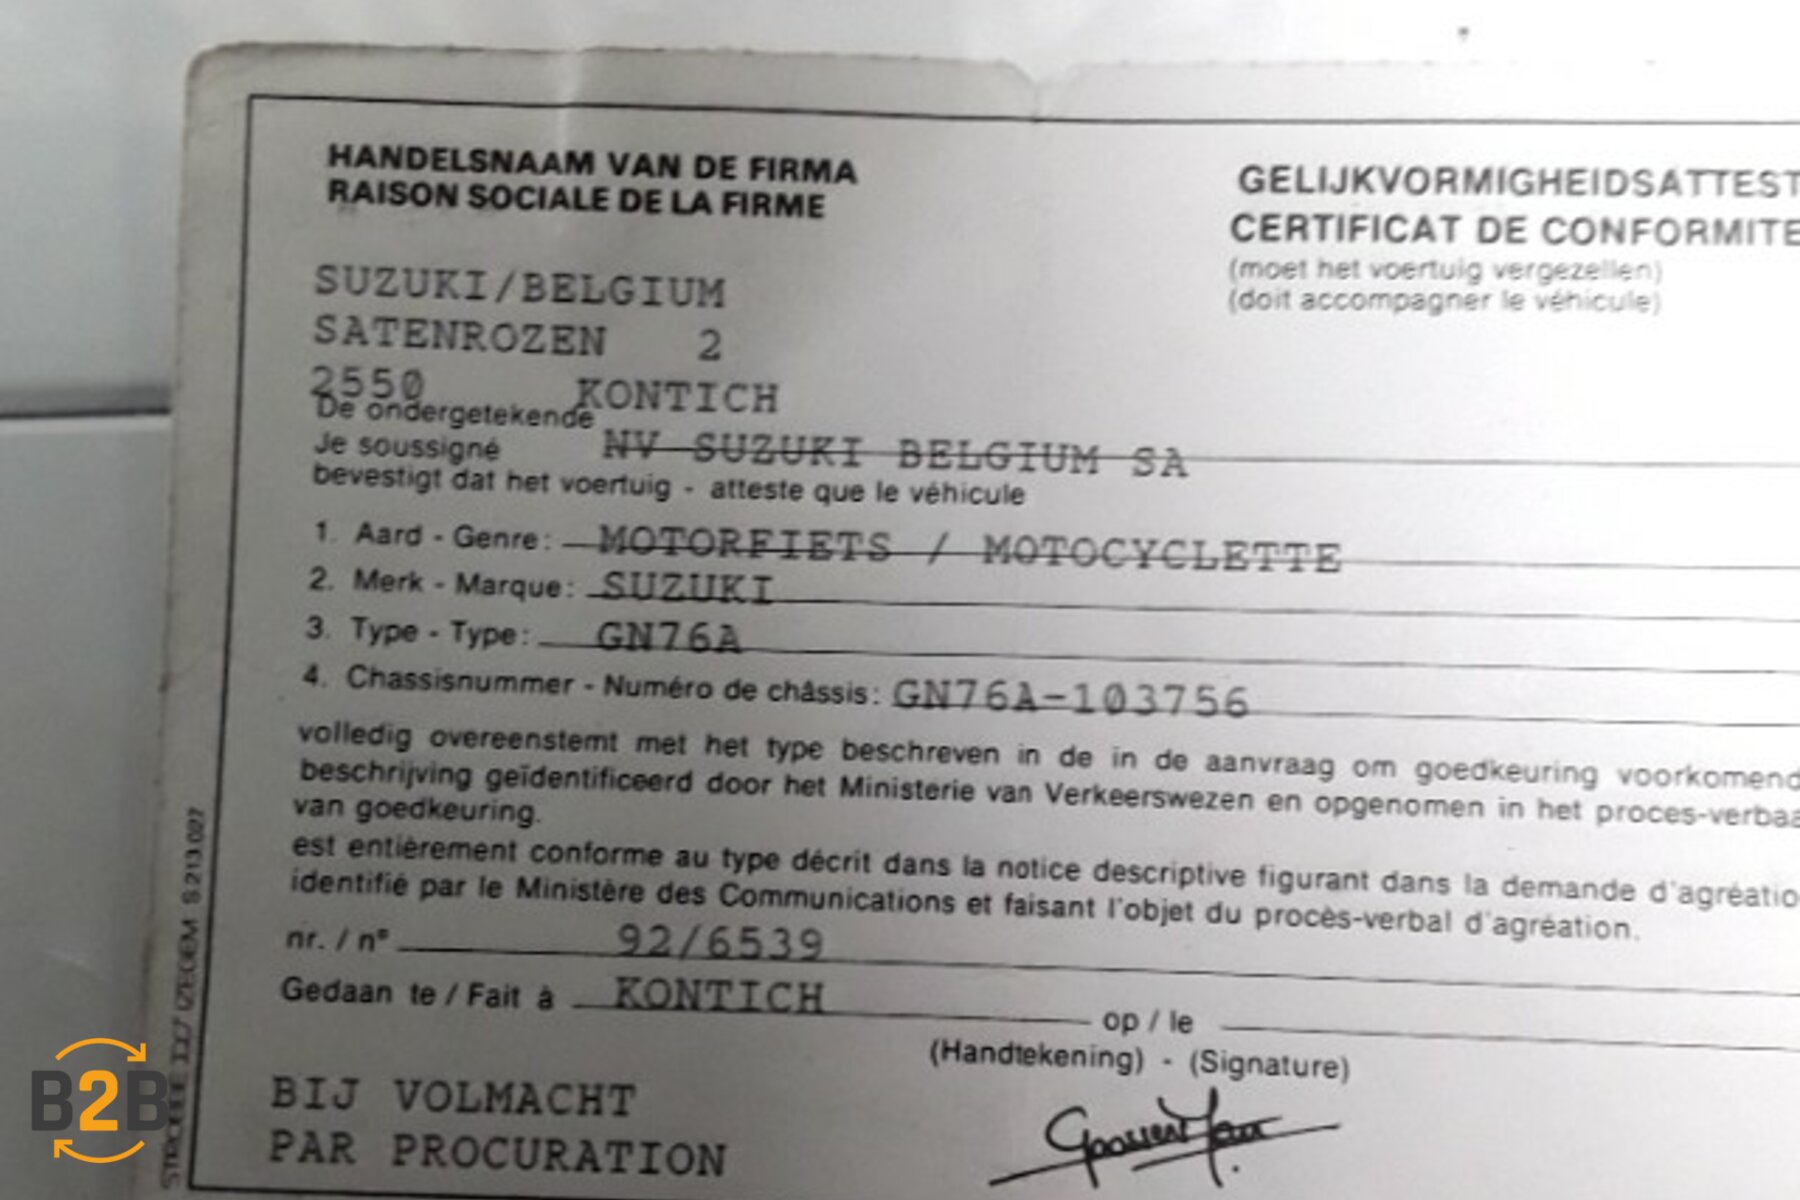 HANDELSNAAM VAN DE FIRMA
RAISON SOCIALE DE LA FIRME
GELIJKVORMIGHEIDSATTEST
CERTIFICAT DE CONFORMITE
(moet het voertuig vergezellen)
(doit accompagner le véhicule)
SUZUKI/BELGIUM
SATENROZEN 2
2550 KONTICH
De ondergetekende
Je soussigné NV SUZUKI BELGIUM SA
bevestigt dat het voertuig - atteste que le véhicule
1. Aard - Genre: MOTORFIETS / MOTOCYCLETTE
2. Merk - Marque: SUZUKI
3. Type - Type: GN76A
4. Chassisnummer - Numéro de châssis: GN76A-103756
volledig overeenstemt met het type beschreven in de in de aanvraag om goedkeuring voorkomend
beschrijving geïdentificeerd door het Ministerie van Verkeerswezen en opgenomen in het proces-verbaa
van goedkeuring.
est entièrement conforme au type décrit dans la notice descriptive figurant dans la demande d'agréatio
identifié par le Ministère des Communications et faisant l'objet du procès-verbal d'agréation.
nr. / n° 92/6539
Gedaan te / Fait à KONTICH op / le
(Handtekening) - (Signature)
BIJ VOLMACHT
PAR PROCURATION
IZEGEM S 213.027
B2B